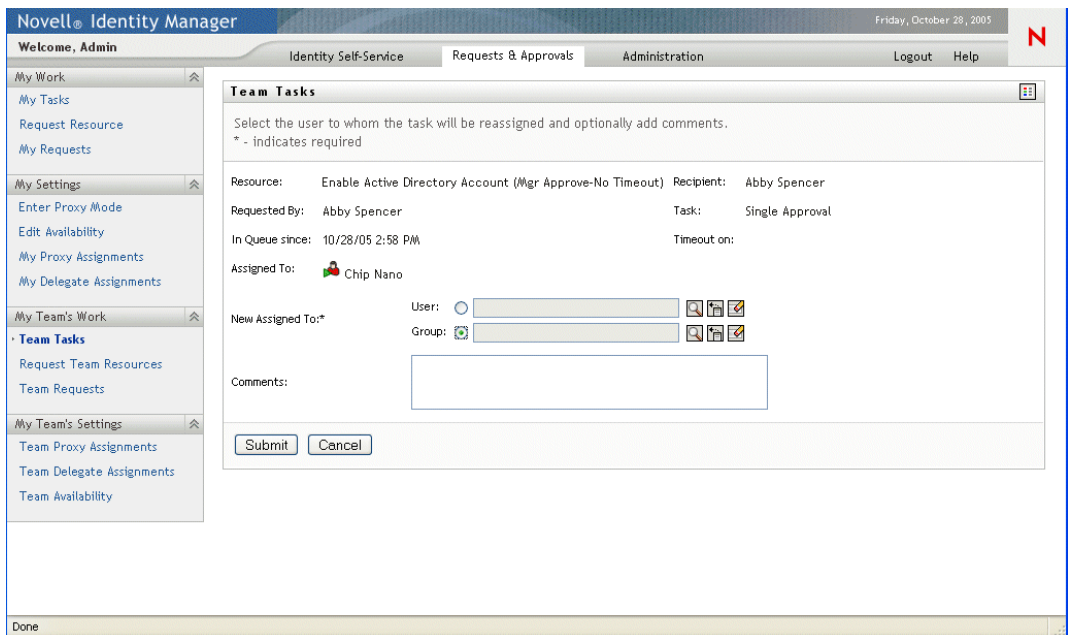 Novell® Identity Manager
Friday, October 28, 2005
N
Welcome, Admin
Identity Self-Service
Requests & Approvals
Administration
Logout
Help
My Work
My Tasks
Request Resource
My Requests
My Settings
Enter Proxy Mode
Edit Availability
My Proxy Assignments
My Delegate Assignments
My Team's Work
Team Tasks
Request Team Resources
Team Requests
My Team's Settings
Team Proxy Assignments
Team Delegate Assignments
Team Availability
Team Tasks
Select the user to whom the task will be reassigned and optionally add comments.
* - indicates required
Resource: Enable Active Directory Account (Mgr Approve-No Timeout) Recipient: Abby Spencer
Requested By: Abby Spencer Task: Single Approval
In Queue since: 10/28/05 2:58 PM Timeout on:
Assigned To: Chip Nano
New Assigned To:*
User:
Group:
Comments:
Submit
Cancel
Done